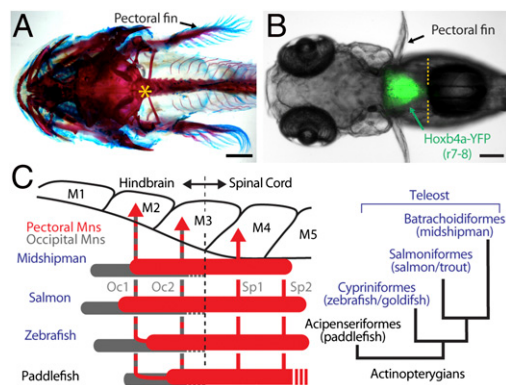 A
Pectoral fin
*
B
Pectoral fin
Hoxb4a-YFP
(r7-8)
C
Hindbrain
Spinal Cord
M1
M2
M3
M4
M5
Pectoral Mns
Occipital Mns
Midshipman
Oc1
Oc2
Sp1
Sp2
Salmon
Zebrafish
Paddlefish
Teleost
Batrachoidiformes
(midshipman)
Salmoniformes
(salmon/trout)
Cypriniformes
(zebrafish/goldfish)
Acipenseriformes
(paddlefish)
Actinopterygians